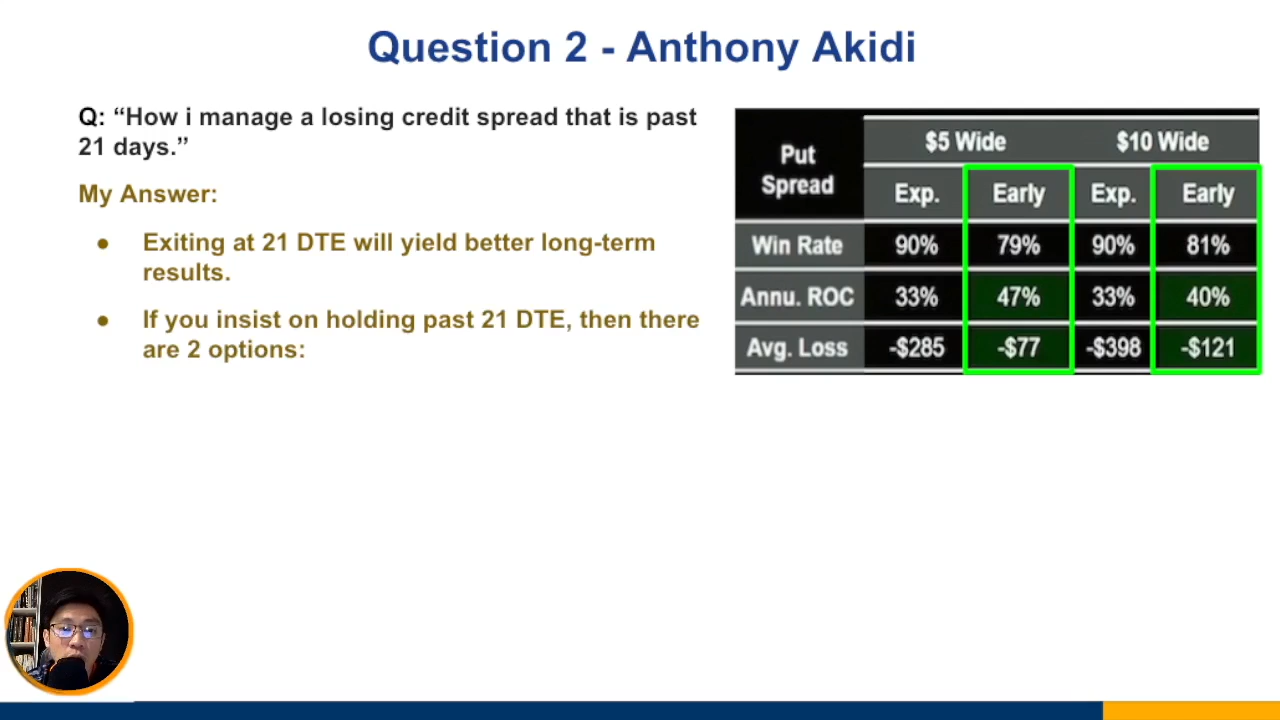 Question 2 - Anthony Akidi
Q: “How i manage a losing credit spread that is past
21 days.”
My Answer:
● Exiting at 21 DTE will yield better long-term
results.
● If you insist on holding past 21 DTE, then there
are 2 options:
Put Spread $5 Wide $10 Wide
Exp. Early Exp. Early
Win Rate 90% 79% 90% 81%
Annu. ROC 33% 47% 33% 40%
Avg. Loss -$285 -$77 -$398 -$121